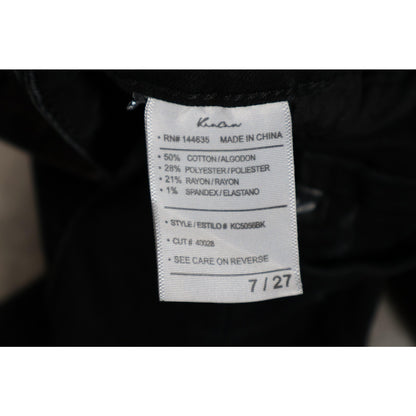 KanCan
• RN# 144635 MADE IN CHINA
• 50% COTTON/ALGODON
• 28% POLYESTER/POLIESTER
• 21% RAYON/RAYON
• 1% SPANDEX/ELASTANO
• STYLE/ESTILO# KC5056BK
• CUT# 40028
• SEE CARE ON REVERSE
7 / 27